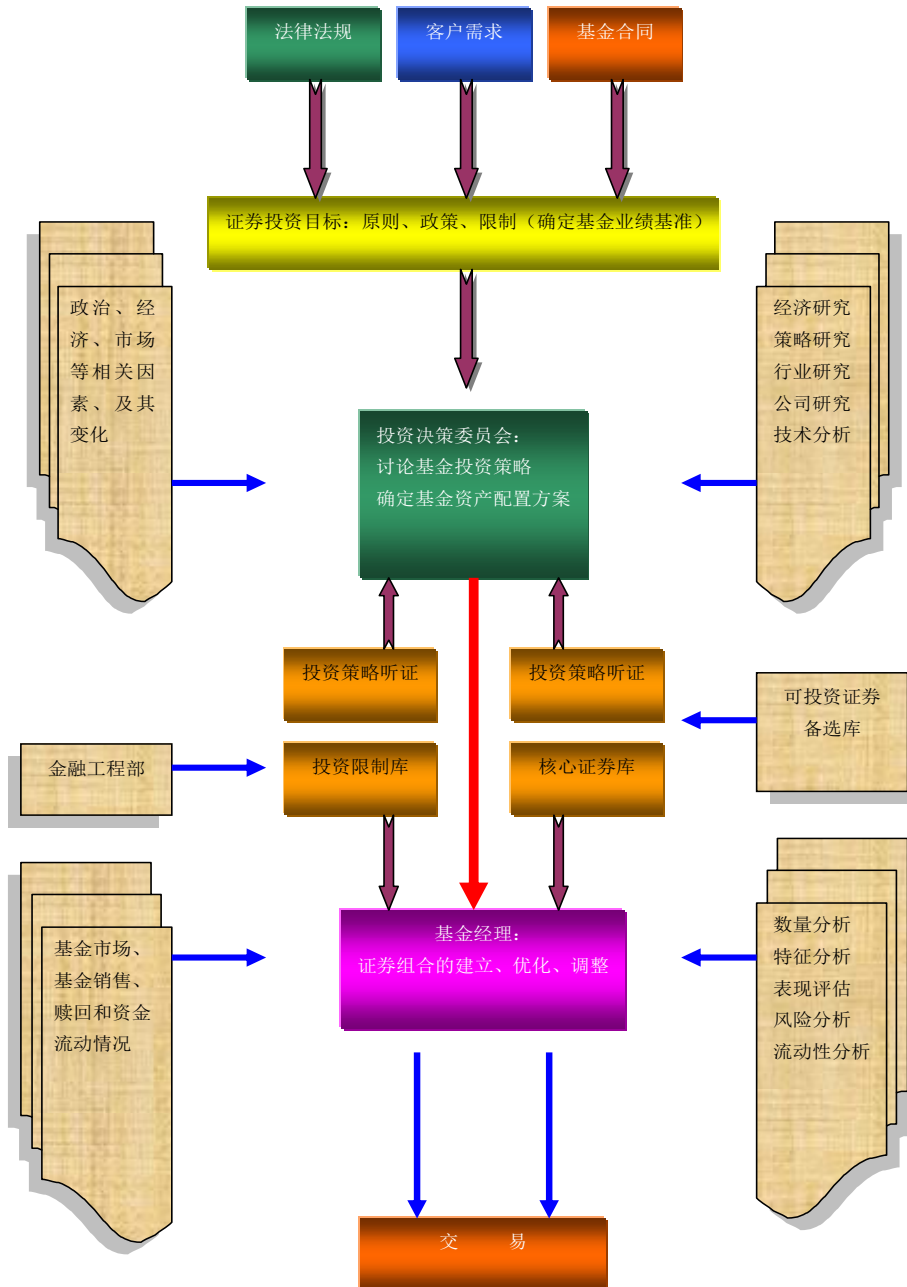 法律法规
客户需求
基金合同
证券投资目标：原则、政策、限制（确定基金业绩基准）
政治、经
济、市场
等相关因
素、及其
变化
经济研究
策略研究
行业研究
公司研究
技术分析
投资决策委员会：
讨论基金投资策略
确定基金资产配置方案
投资策略听证
投资策略听证
可投资证券
备选库
金融工程部
投资限制库
核心证券库
基金经理：
证券组合的建立、优化、调整
基金市场、
基金销售、
赎回和资金
流动情况
数量分析
特征分析
表现评估
风险分析
流动性分析
交 易